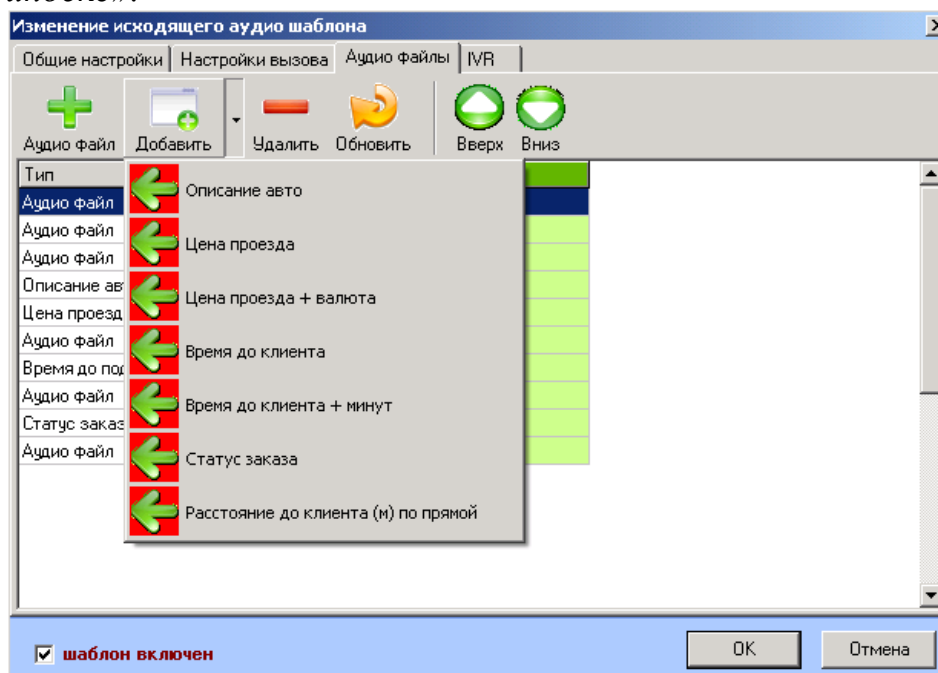 Изменение исходящего аудио шаблона
Общие настройки Настройки вызова Аудио файлы IVR
Аудио файл Добавить Удалить Обновить Вверх Вниз
Тип
Аудио файл
Аудио файл
Аудио файл
Описание ав
Цена проезд
Аудио файл
Время до под
Аудио файл
Статус заказ
Аудио файл
Описание авто
Цена проезда
Цена проезда + валюта
Время до клиента
Время до клиента + минут
Статус заказа
Расстояние до клиента (м) по прямой
шаблон включен
OK Отмена